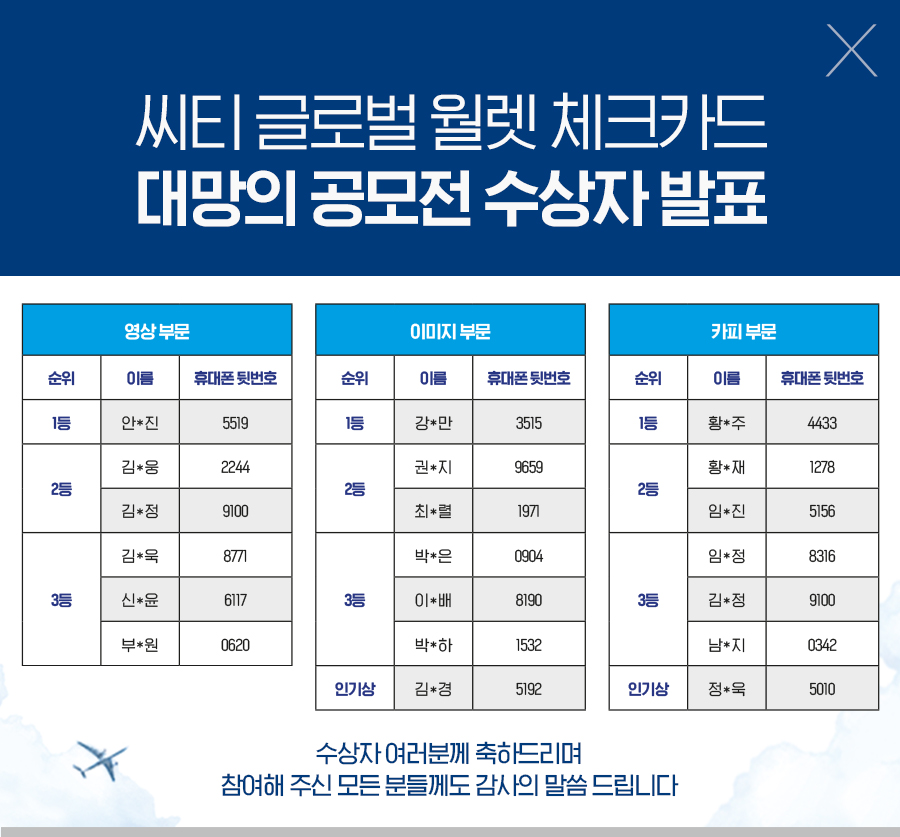 씨티 글로벌 월렛 체크카드
대망의 공모전 수상자 발표
영상 부문
순위 이름 휴대폰 뒷번호
1등 안*진 5519
2등 김*웅 2244
김*정 9100
3등 김*욱 8771
신*윤 6117
부*원 0620
이미지 부문
순위 이름 휴대폰 뒷번호
1등 강*만 3515
2등 권*지 9659
최*렬 1971
3등 박*은 0904
이*배 8190
박*하 1532
인기상 김*경 5192
카피 부문
순위 이름 휴대폰 뒷번호
1등 황*주 4433
2등 황*재 1278
임*진 5156
3등 임*정 8316
김*정 9100
남*지 0342
인기상 정*욱 5010
수상자 여러분께 축하드리며
참여해 주신 모든 분들께도 감사의 말씀 드립니다